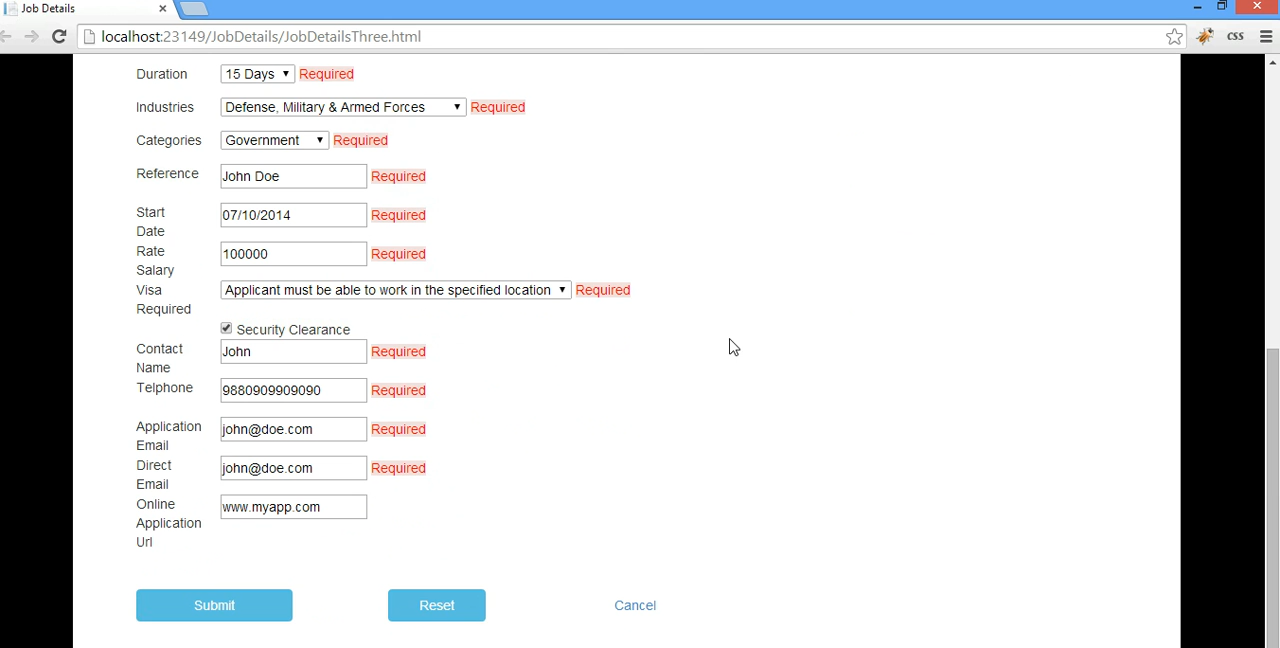 Job Details
localhost:23149/JobDetails/JobDetailsThree.html
CSS
Duration 15 Days Required
Industries Defense, Military & Armed Forces Required
Categories Government Required
Reference John Doe Required
Start Date 07/10/2014 Required
Rate Salary 100000 Required
Visa Required Applicant must be able to work in the specified location Required
Security Clearance
Contact Name John Required
Telphone 9880909909090 Required
Application Email john@doe.com Required
Direct Email john@doe.com Required
Online Application Url www.myapp.com
Submit Reset Cancel